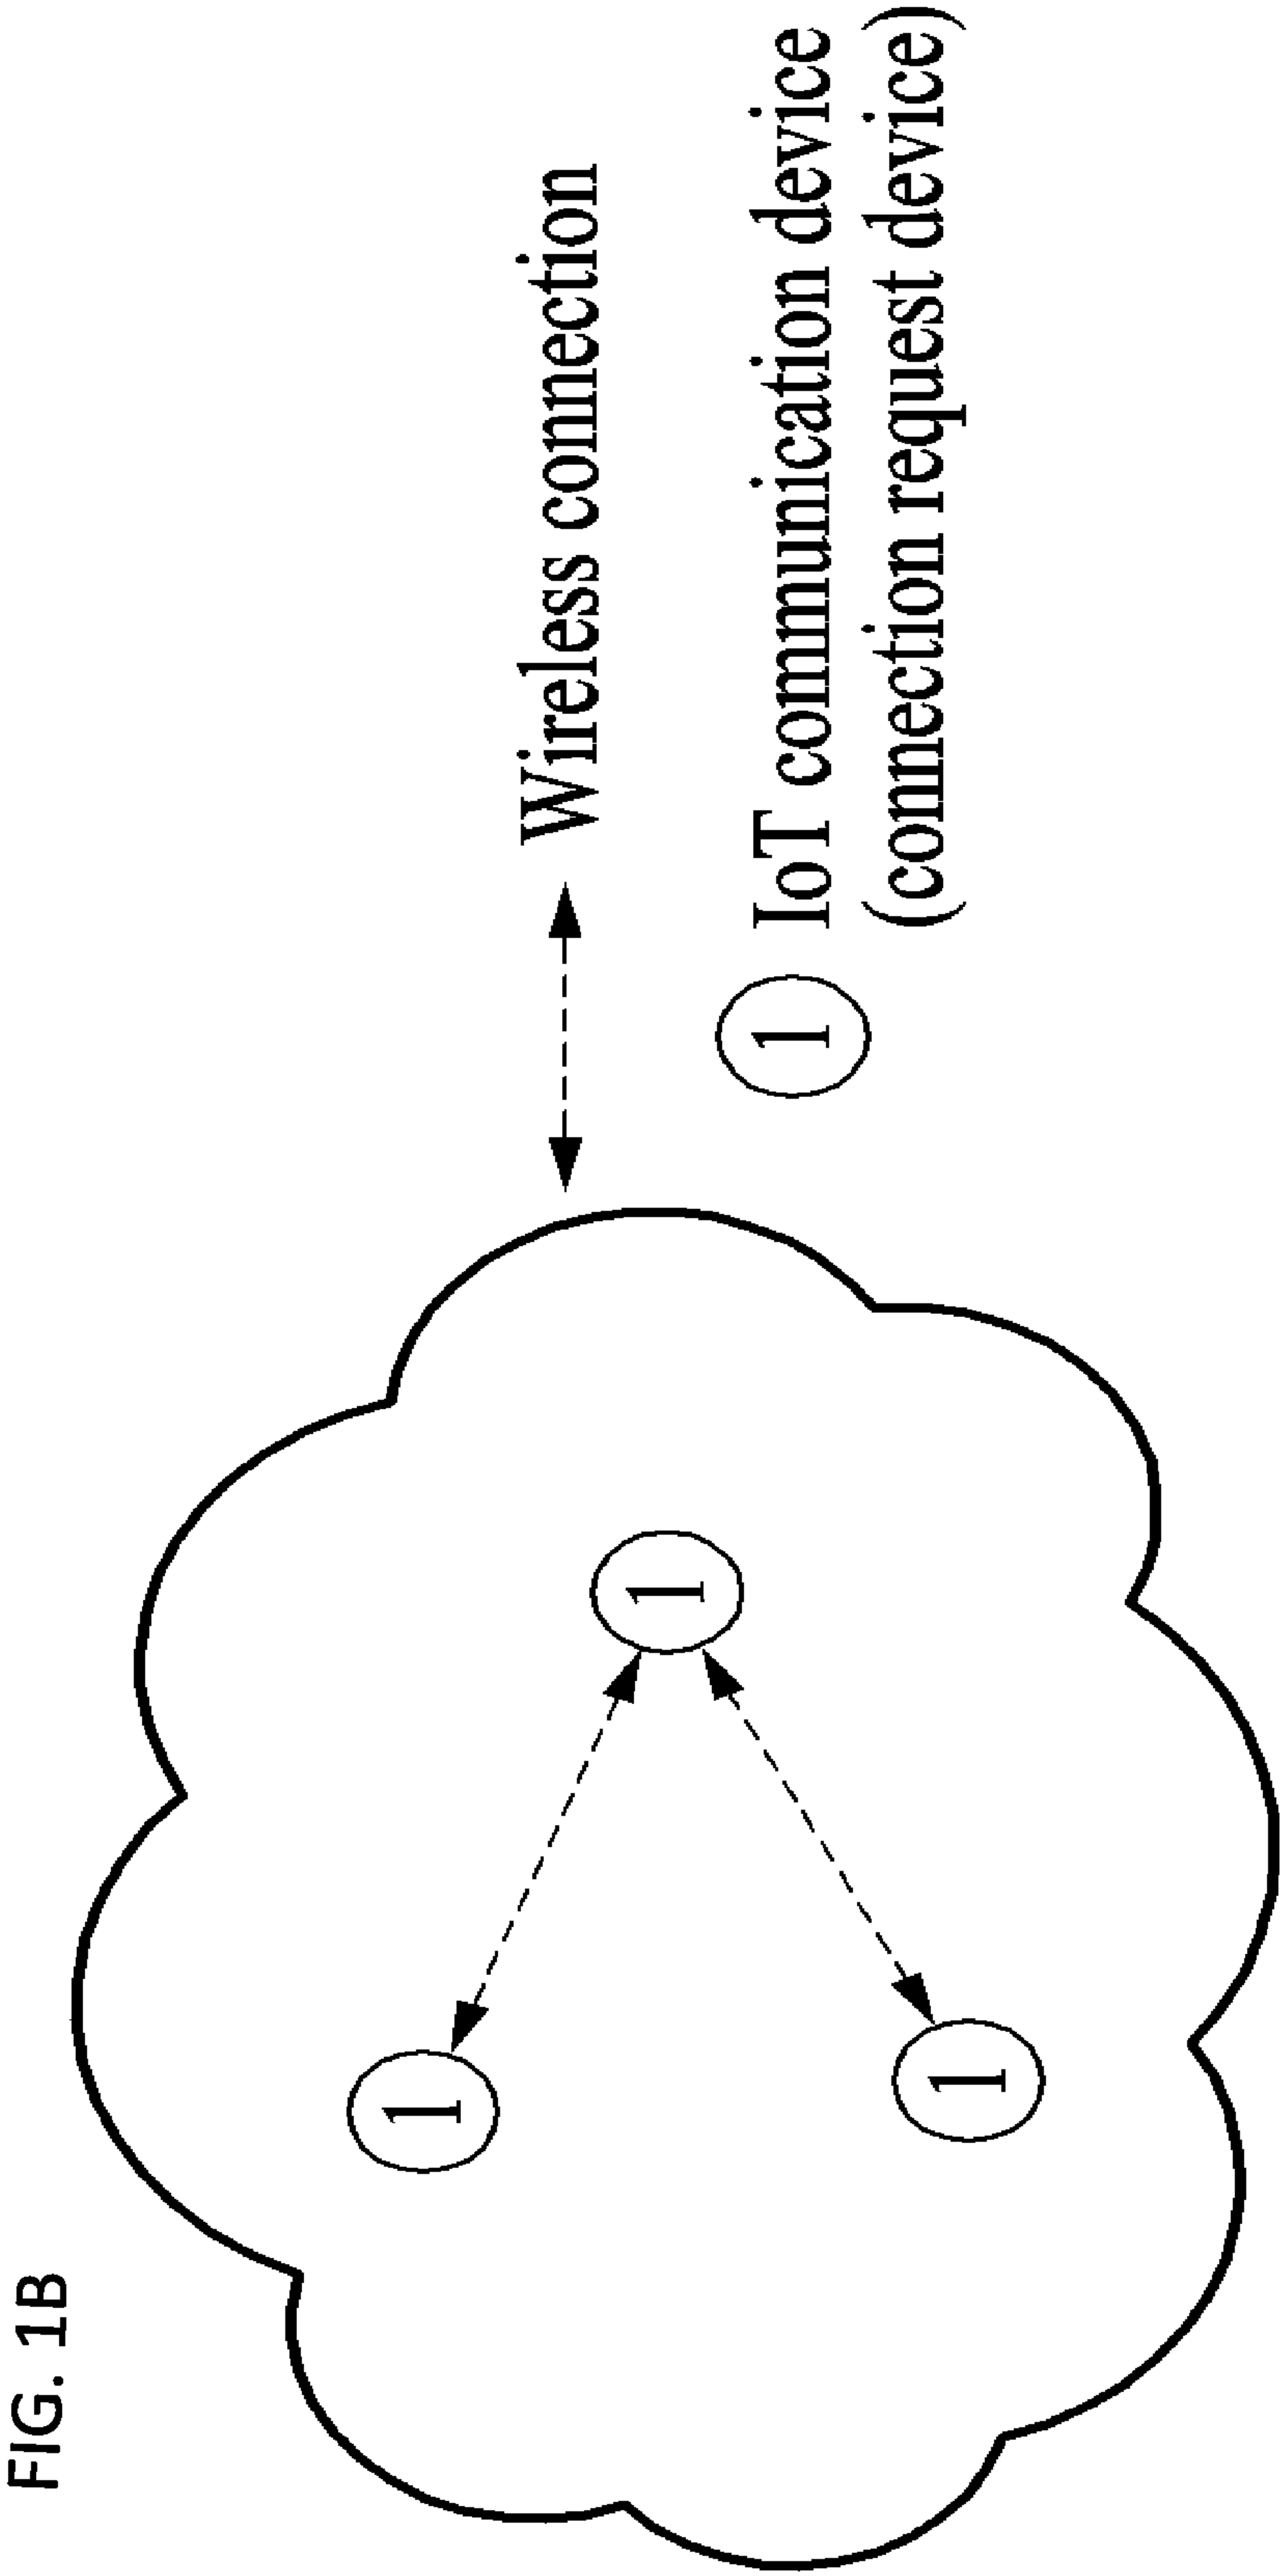 FIG. 1B
1
1
1
Wireless connection
1 IoT communication device
(connection request device)